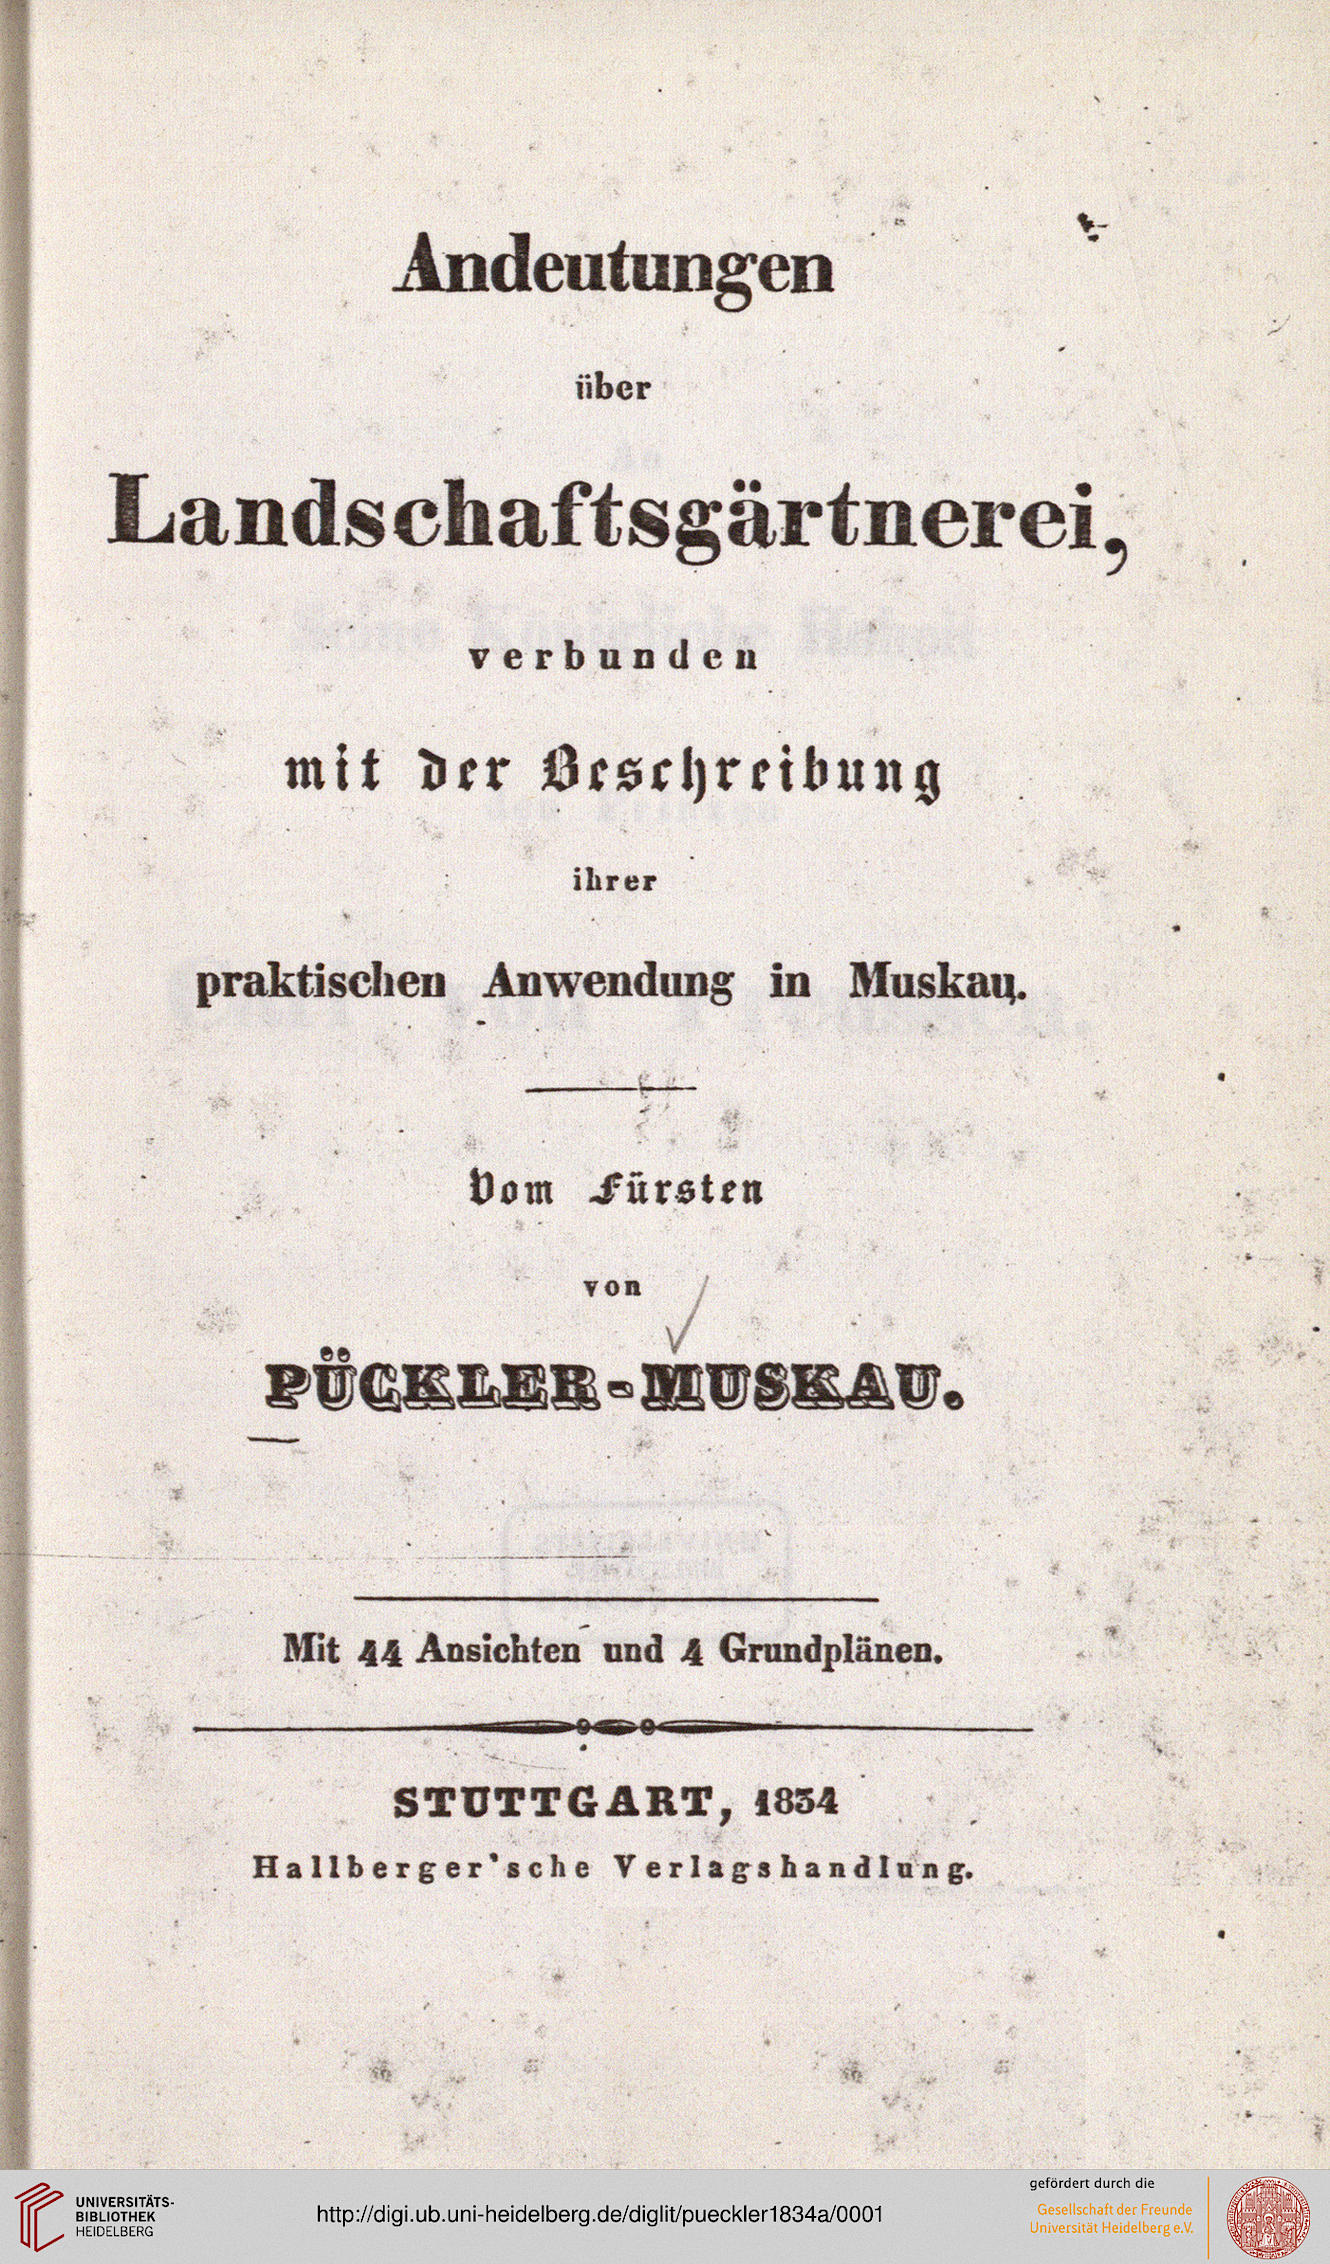 Andeutungen
über
Landschaftsgärtnerei,
verbunden
mit der Beschreibung
ihrer
praktischen Anwendung in Muskau.
Vom Fürsten
von
PÜCKLER-MUSKAU.
Mit 44 Ansichten und 4 Grundplänen.
STUTTGART, 1834
Hallberger'sche Verlagshandlung.
UNIVERSITÄTS-
BIBLIOTHEK
HEIDELBERG
http://digi.ub.uni-heidelberg.de/diglit/pueckler1834a/0001
gefördert durch die
Gesellschaft der Freunde
Universität Heidelberg e.V.